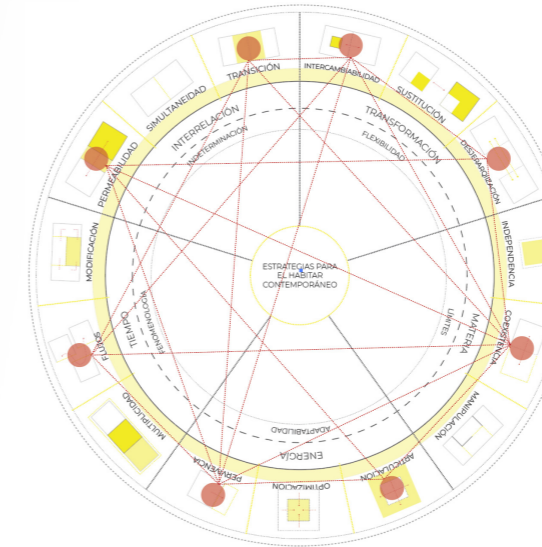 TRANSICIÓN
INTERCAMBIABILIDAD
SUSTITUCIÓN
DESJERARQUIZACIÓN
INDEPENDENCIA
COEXISTENCIA
MANIPULACIÓN
ARTICULACIÓN
OPTIMIZACIÓN
PERVIVENCIA
MULTIPLICIDAD
FLUJOS
MODIFICACIÓN
PERMEABILIDAD
SIMULTANEIDAD
INTERRELACIÓN
INDETERMINACIÓN
TRANSFORMACIÓN
FLEXIBILIDAD
MATERIA
LÍMITES
ENERGÍA
ADAPTABILIDAD
TIEMPO
FENOMENOLOGÍA
ESTRATEGIAS PARA
EL HABITAR
CONTEMPORÁNEO